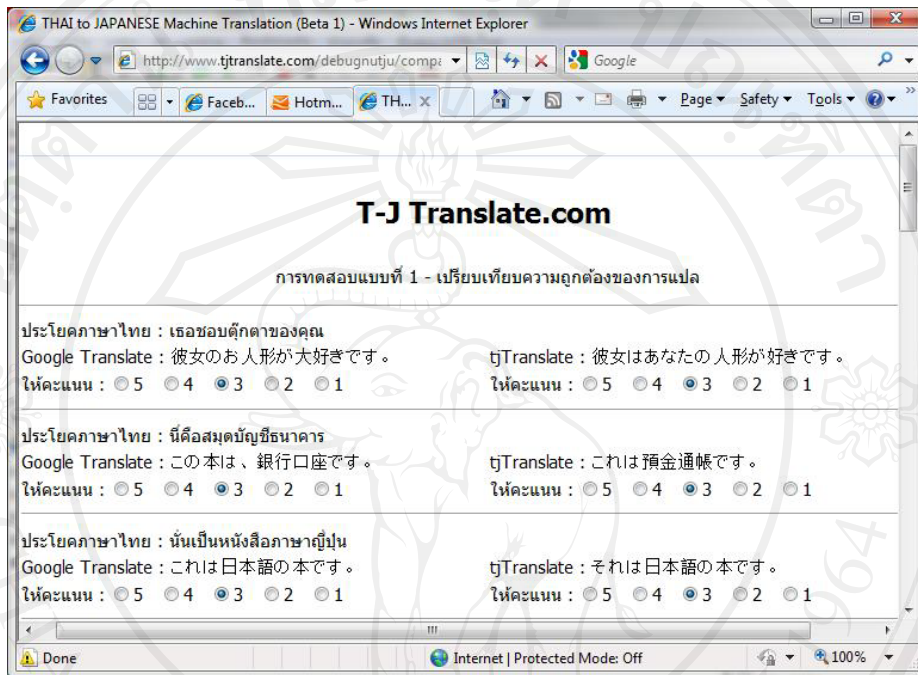 THAI to JAPANESE Machine Translation (Beta 1) - Windows Internet Explorer
http://www.tjtranslate.com/debugnutju/compa
Google
Favorites Faceb... Hotm... TH... Page Safety Tools
T-J Translate.com
การทดสอบแบบที่ 1 - เปรียบเทียบความถูกต้องของการแปล
ประโยคภาษาไทย : เธอชอบตุ๊กตาของคุณ
Google Translate : 彼女のお人形が大好きです。 tjTranslate : 彼女はあなたの人形が好きです。
ให้คะแนน : 5 4 3 2 1 ให้คะแนน : 5 4 3 2 1
ประโยคภาษาไทย : นี่คือสมุดบัญชีธนาคาร
Google Translate : この本は、銀行口座です。 tjTranslate : これは預金通帳です。
ให้คะแนน : 5 4 3 2 1 ให้คะแนน : 5 4 3 2 1
ประโยคภาษาไทย : นั่นเป็นหนังสือภาษาญี่ปุ่น
Google Translate : これは日本語の本です。 tjTranslate : それは日本語の本です。
ให้คะแนน : 5 4 3 2 1 ให้คะแนน : 5 4 3 2 1
Done Internet | Protected Mode: Off 100%
1964